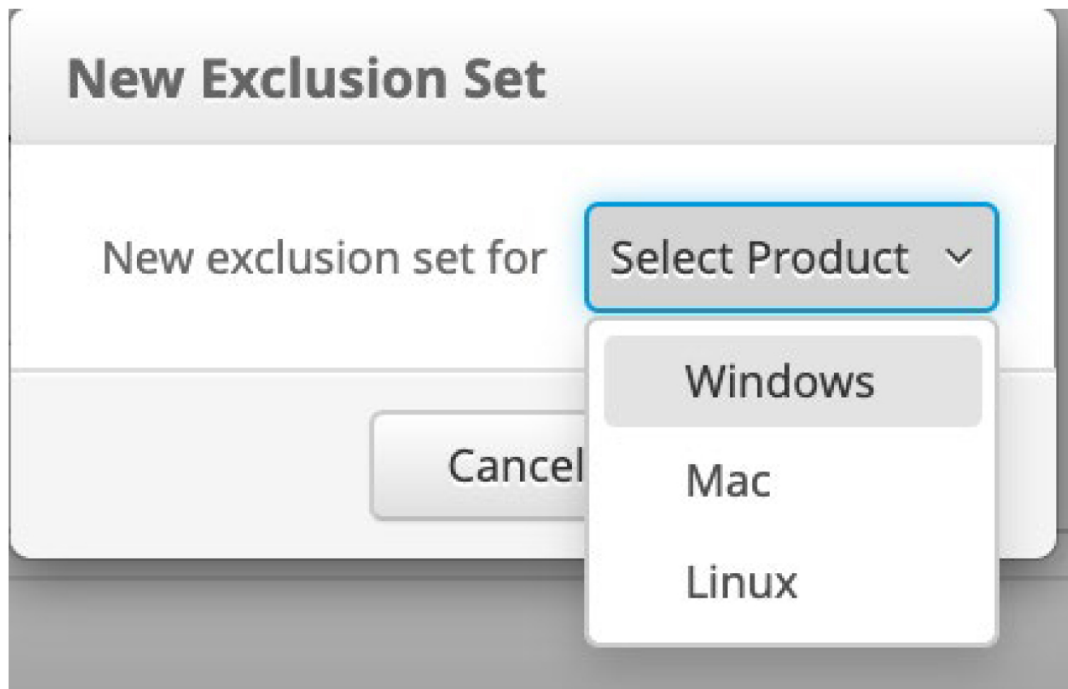 New Exclusion Set
New exclusion set for Select Product
Windows
Cancel
Mac
Linux